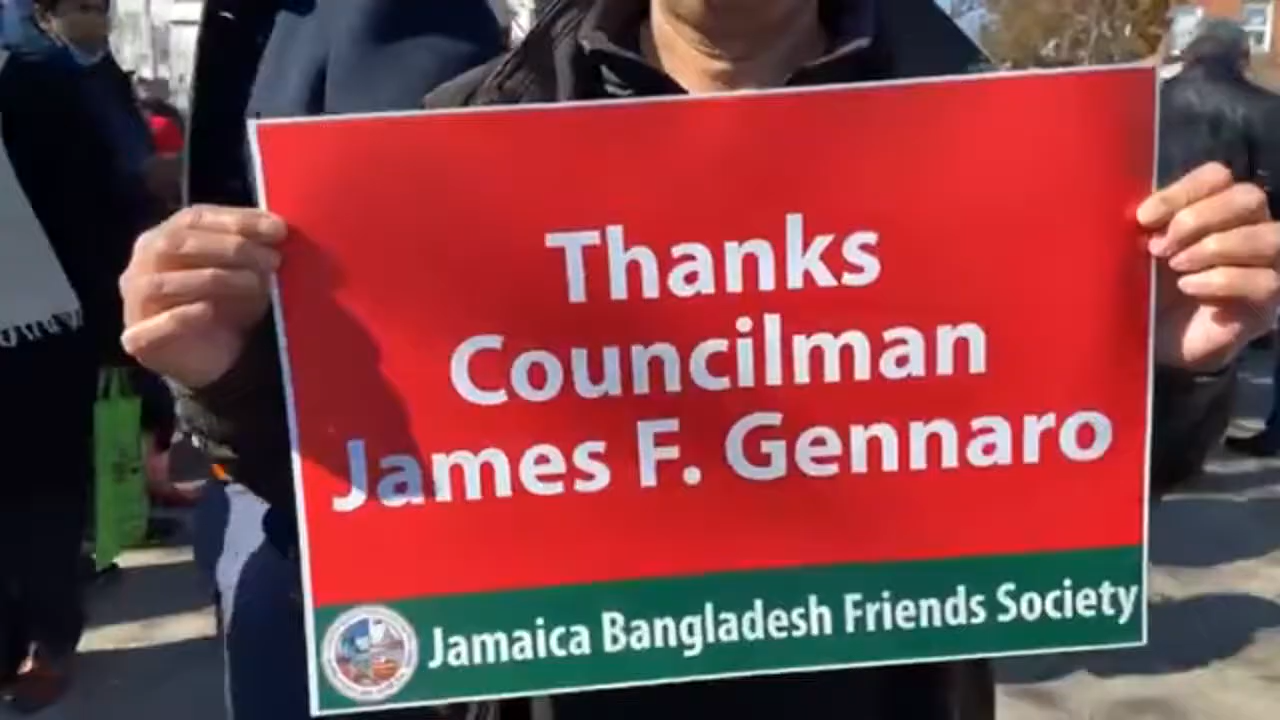 Thanks
Councilman
James F. Gennaro
Jamaica Bangladesh Friends Society